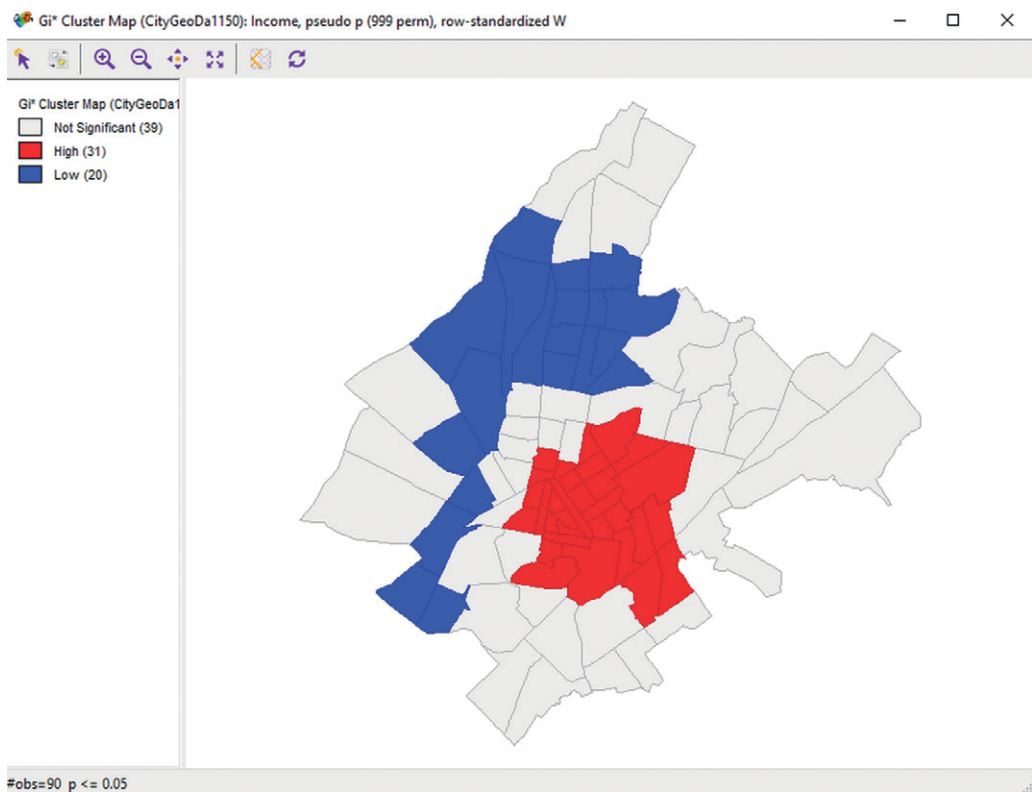 Gi* Cluster Map (CityGeoDa1150): Income, pseudo p (999 perm), row-standardized W
Gi* Cluster Map (CityGeoDa1
Not Significant (39)
High (31)
Low (20)
#obs=90 p <= 0.05